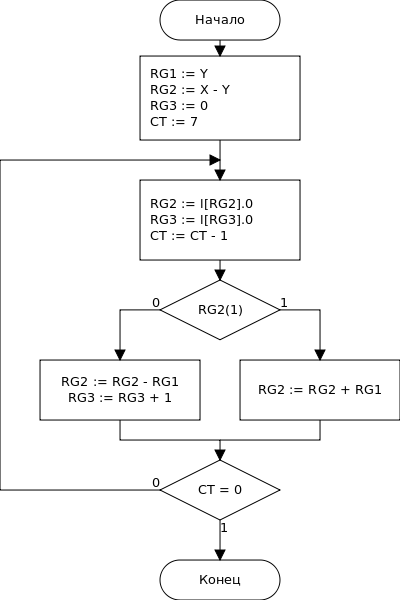 Начало
RG1 := Y
RG2 := X - Y
RG3 := 0
CT := 7
RG2 := l[RG2].0
RG3 := l[RG3].0
CT := CT - 1
0
RG2(1)
1
RG2 := RG2 - RG1
RG3 := RG3 + 1
RG2 := RG2 + RG1
0
CT = 0
1
Конец